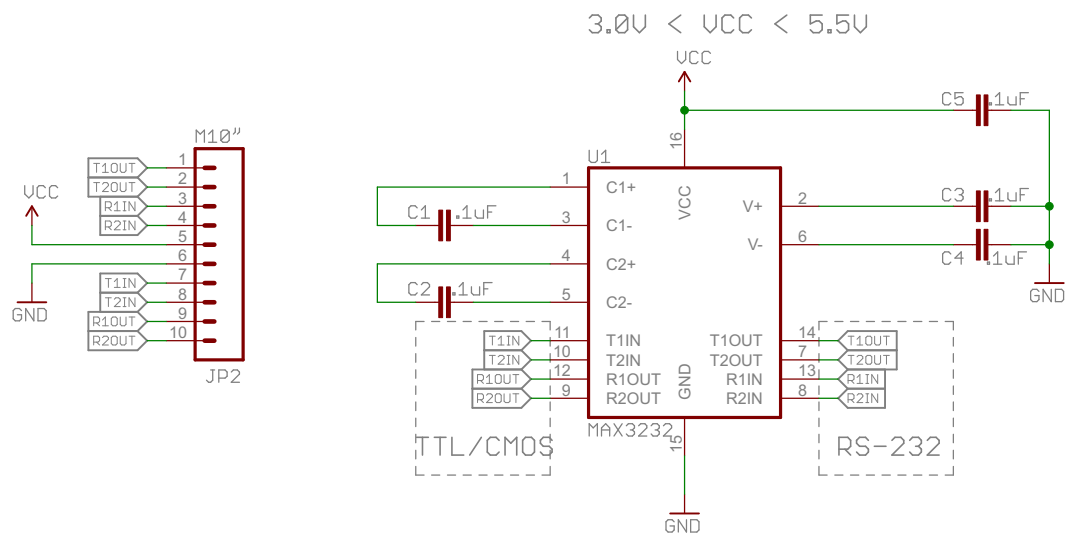 3.0V < VCC < 5.5V
VCC
C5 .1uF
M10"
16
U1
T1OUT 1
T2OUT 2
R1IN 3
R2IN 4
5
6
T1IN 7
T2IN 8
R1OUT 9
R2OUT 10
VCC
GND
JP2
1 C1+
C1 .1uF
3 C1-
4 C2+
C2 .1uF
5 C2-
VCC
V+ 2
C3 .1uF
V- 6
C4 .1uF
GND
T1IN 11 T1IN
T2IN 10 T2IN
R1OUT 12 R1OUT
R2OUT 9 R2OUT
GND
T1OUT 14 T1OUT
T2OUT 7 T2OUT
R1IN 13 R1IN
R2IN 8 R2IN
MAX3232
15
TTL/CMOS
RS-232
GND